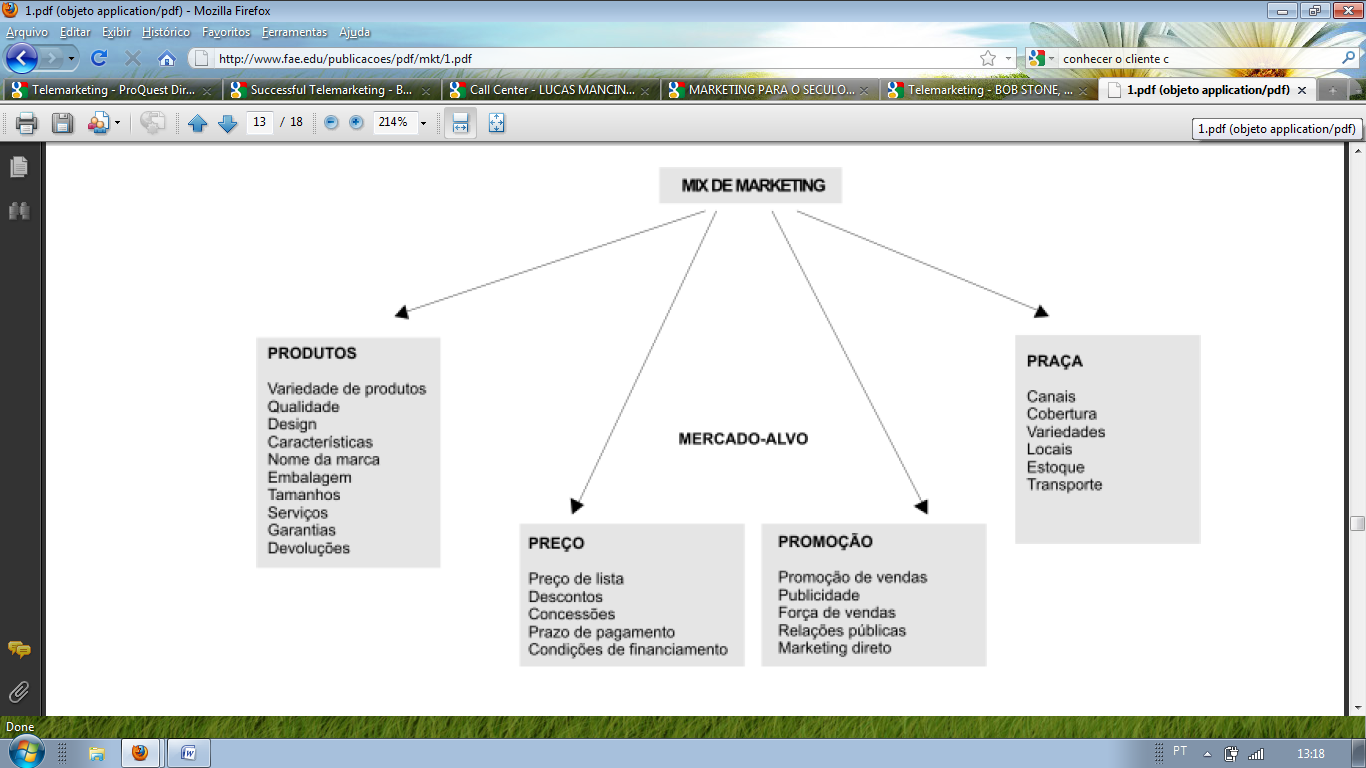 1.pdf (objeto application/pdf) - Mozilla Firefox
Arquivo Editar Exibir Histórico Favoritos Ferramentas Ajuda
http://www.fae.edu/publicacoes/pdf/mkt/1.pdf
conhecer o cliente c
Telemarketing - ProQuest Dir...
Successful Telemarketing - B...
Call Center - LUCAS MANCIN...
MARKETING PARA O SECULO...
Telemarketing - BOB STONE, ...
1.pdf (objeto application/pdf)
13 / 18
214%
1.pdf (objeto application/pdf)
MIX DE MARKETING
PRODUTOS
Variedade de produtos
Qualidade
Design
Características
Nome da marca
Embalagem
Tamanhos
Serviços
Garantias
Devoluções
MERCADO-ALVO
PREÇO
Preço de lista
Descontos
Concessões
Prazo de pagamento
Condições de financiamento
PROMOÇÃO
Promoção de vendas
Publicidade
Força de vendas
Relações públicas
Marketing direto
PRAÇA
Canais
Cobertura
Variedades
Locais
Estoque
Transporte
Done
PT
13:18